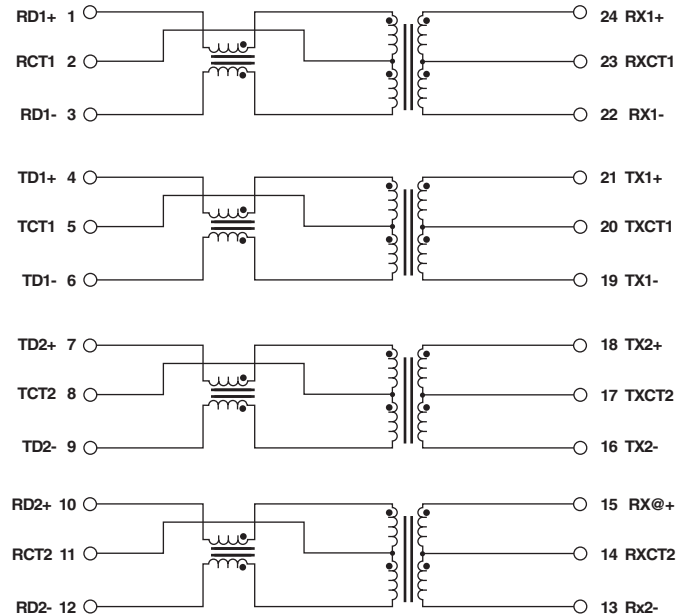 RD1+ 1 24 RX1+
RCT1 2 23 RXCT1
RD1- 3 22 RX1-
TD1+ 4 21 TX1+
TCT1 5 20 TXCT1
TD1- 6 19 TX1-
TD2+ 7 18 TX2+
TCT2 8 17 TXCT2
TD2- 9 16 TX2-
RD2+ 10 15 RX@+
RCT2 11 14 RXCT2
RD2- 12 13 Rx2-